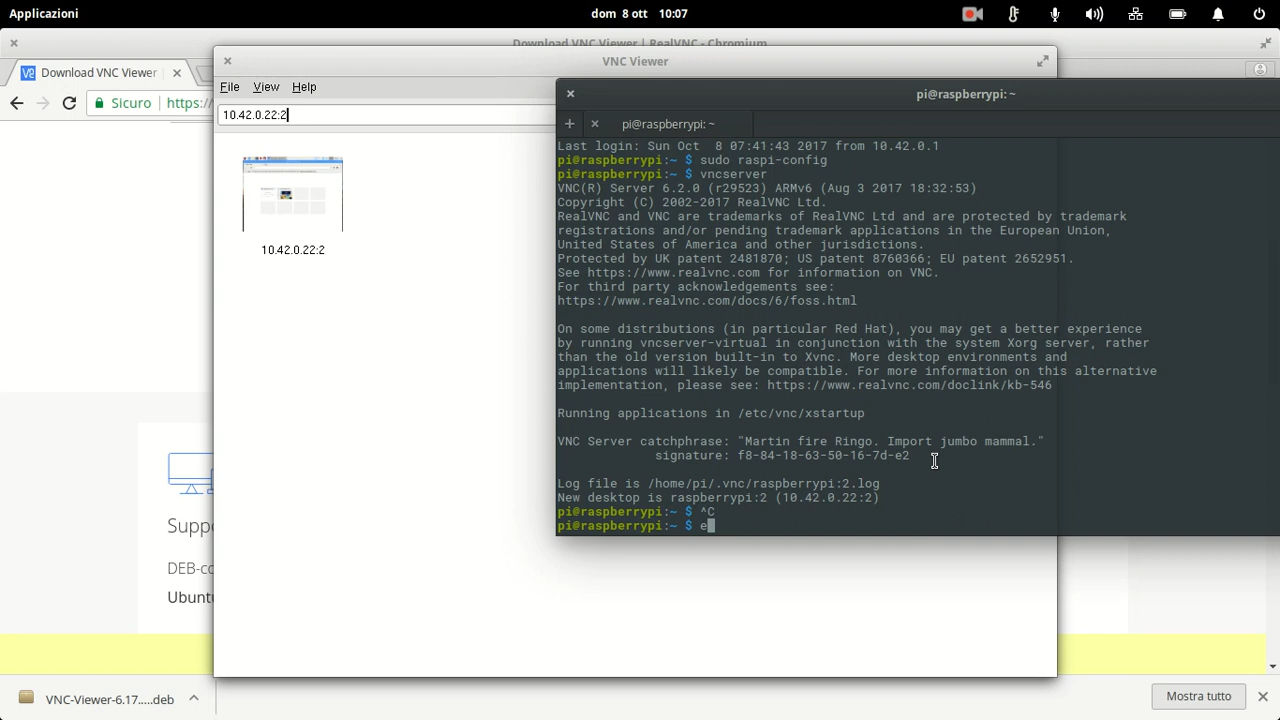 Applicazioni
dom 8 ott 10:07
Download VNC Viewer | RealVNC - Chromium
Download VNC Viewer
Sicuro
https://
VNC Viewer
File View Help
10.42.0.22:2
10.42.0.22:2
pi@raspberrypi: ~
pi@raspberrypi: ~
Last login: Sun Oct  8 07:41:43 2017 from 10.42.0.1
pi@raspberrypi:~ $ sudo raspi-config
pi@raspberrypi:~ $ vncserver
VNC(R) Server 6.2.0 (r29523) ARMv6 (Aug 3 2017 18:32:53)
Copyright (C) 2002-2017 RealVNC Ltd.
RealVNC and VNC are trademarks of RealVNC Ltd and are protected by trademark
registrations and/or pending trademark applications in the European Union,
United States of America and other jurisdictions.
Protected by UK patent 2481870; US patent 8760366; EU patent 2652951.
See https://www.realvnc.com for information on VNC.
For third party acknowledgements see:
https://www.realvnc.com/docs/6/foss.html
On some distributions (in particular Red Hat), you may get a better experience
by running vncserver-virtual in conjunction with the system Xorg server, rather
than the old version built-in to Xvnc. More desktop environments and
applications will likely be compatible. For more information on this alternative
implementation, please see: https://www.realvnc.com/doclink/kb-546
Running applications in /etc/vnc/xstartup
VNC Server catchphrase: "Martin fire Ringo. Import jumbo mammal."
signature: f8-84-18-63-50-16-7d-e2
Log file is /home/pi/.vnc/raspberrypi:2.log
New desktop is raspberrypi:2 (10.42.0.22:2)
pi@raspberrypi:~ $ ^C
pi@raspberrypi:~ $ e
Suppo
DEB-co
Ubuntu
VNC-Viewer-6.17.....deb
Mostra tutto